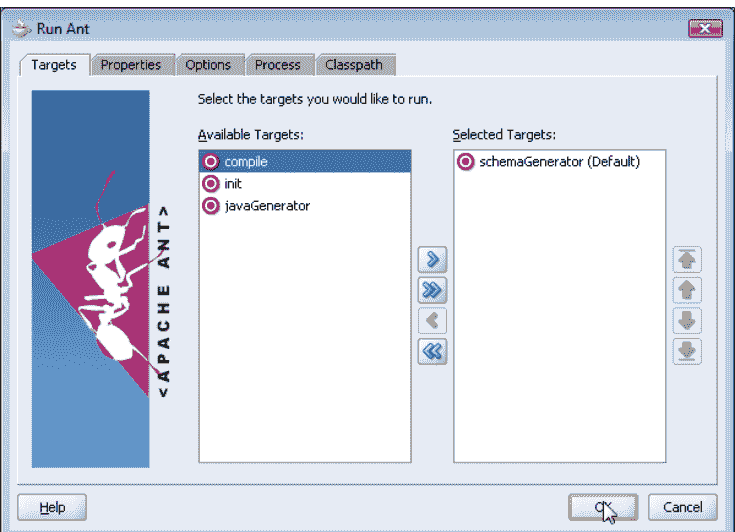 Run Ant
Targets Properties Options Process Classpath
Select the targets you would like to run.
Available Targets: Selected Targets:
compile schemaGenerator (Default)
init
javaGenerator
<APACHE ANT>
Help OK Cancel